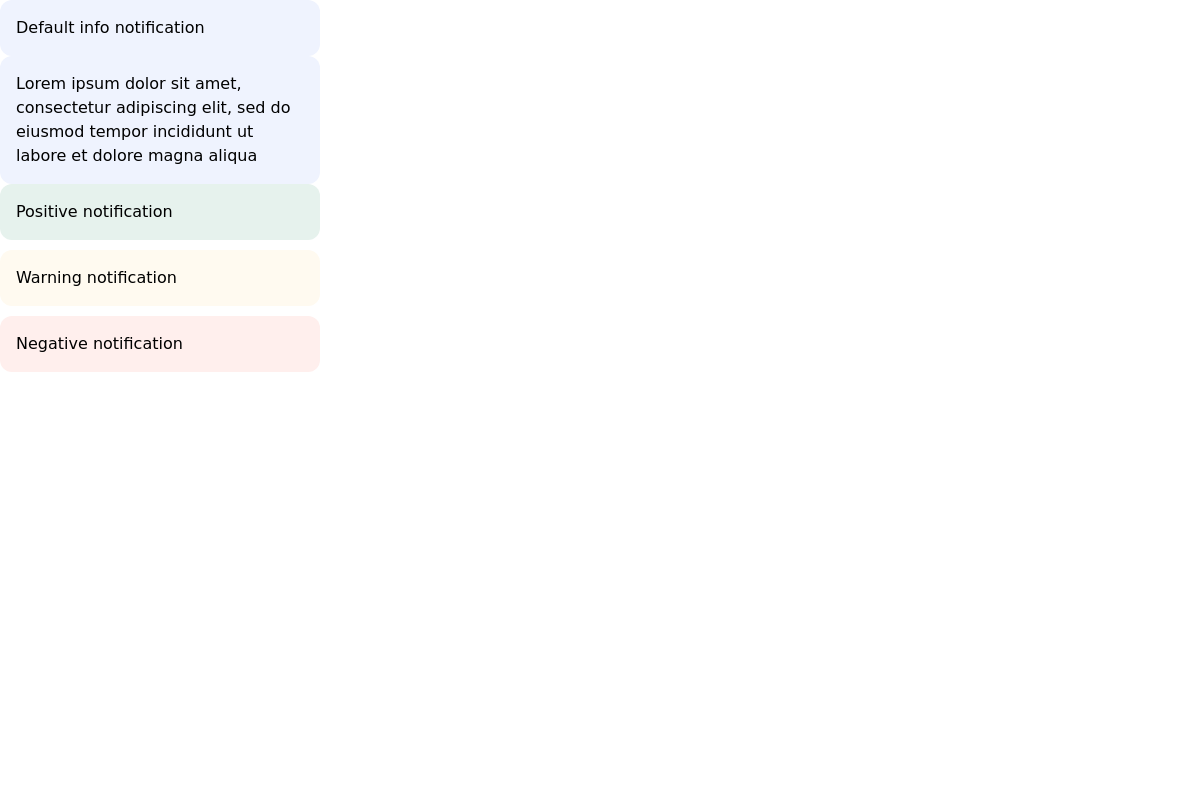 Default info notification
Lorem ipsum dolor sit amet,
consectetur adipiscing elit, sed do
eiusmod tempor incididunt ut
labore et dolore magna aliqua
Positive notification
Warning notification
Negative notification